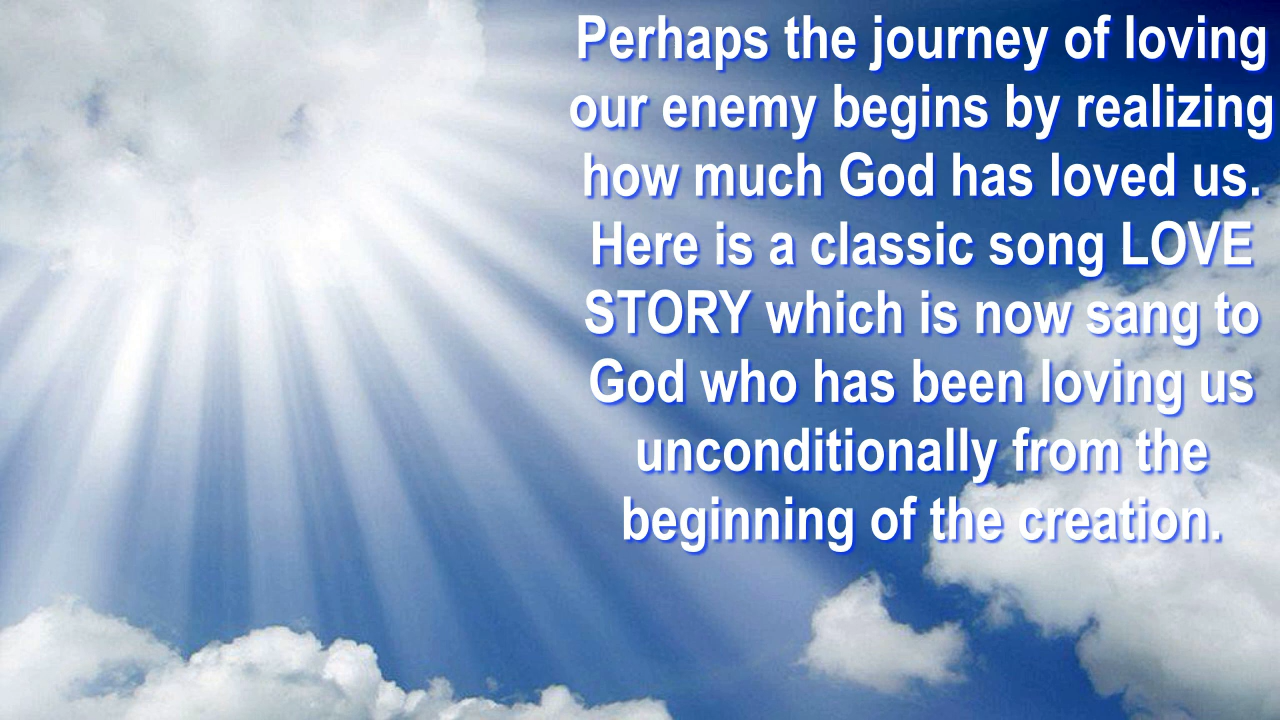 Perhaps the journey of loving
our enemy begins by realizing
how much God has loved us.
Here is a classic song LOVE
STORY which is now sang to
God who has been loving us
unconditionally from the
beginning of the creation.